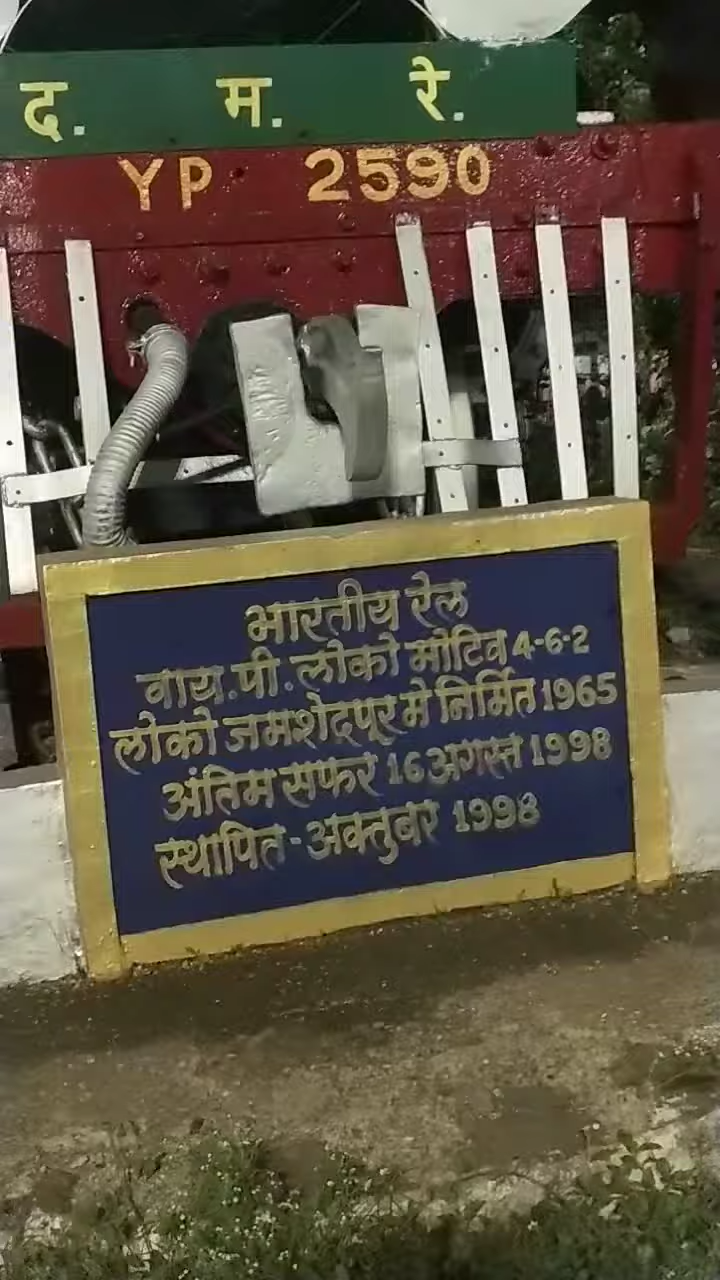 द. म. रे.
YP 2590
भारतीय रेल
वाय.पी.लोको मोटिव 4-6-2
लोको जमशेदपूर मे निर्मित 1965
अंतिम सफर 16 अगस्त 1998
स्थापित-अक्तुबर 1998